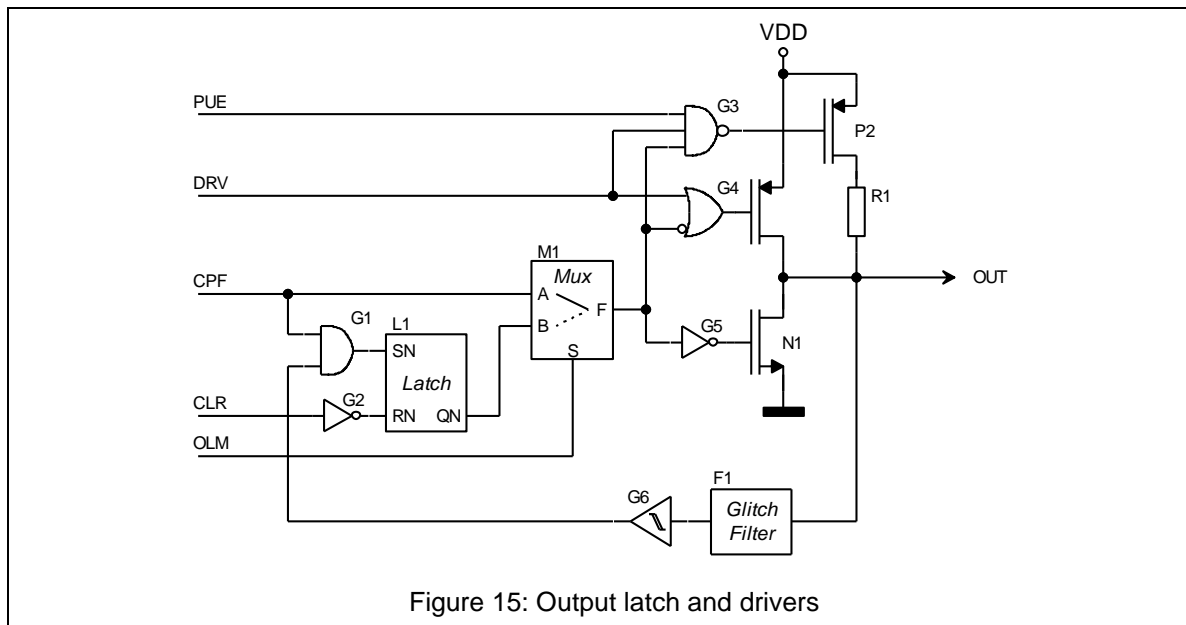 VDD
PUE
G3
P2
DRV
G4
R1
M1
Mux
CPF
A
F
OUT
G1
L1
B
G5
SN
S
N1
Latch
CLR
G2
RN
QN
OLM
F1
G6
Glitch
Filter
Figure 15: Output latch and drivers